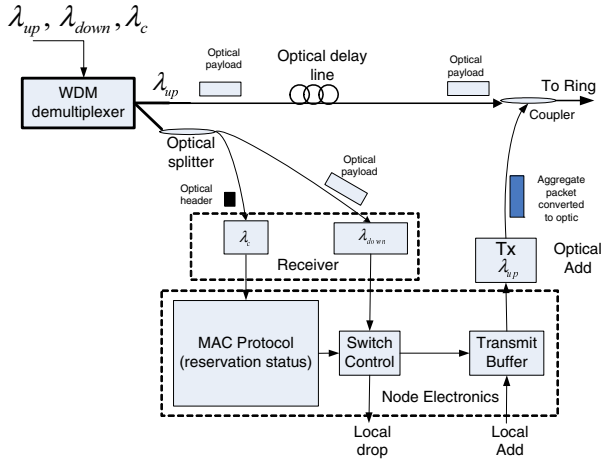 λup, λdown, λc
WDM
demultiplexer
λup
Optical
payload
Optical delay
line
Optical
payload
To Ring
Coupler
Optical
splitter
Optical
payload
Optical
header
Aggregate
packet
converted
to optic
λc
λdown
Receiver
Tx
λup
Optical
Add
MAC Protocol
(reservation status)
Switch
Control
Transmit
Buffer
Node Electronics
Local
drop
Local
Add